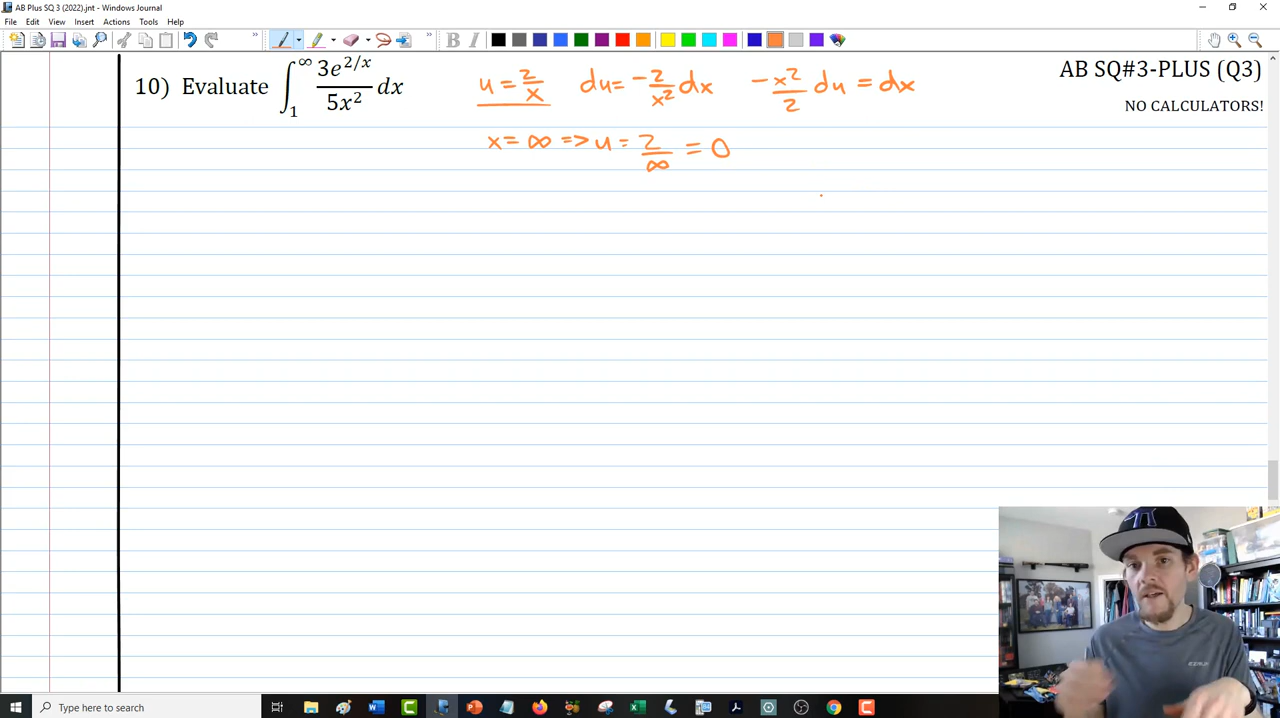 AB Plus SQ 3 (2022).jnt - Windows Journal
File Edit View Insert Actions Tools Help
10) Evaluate ∫₁^∞ 3e^{2/x}/5x² dx
u = 2/x du = -2/x² dx -x²/2 du = dx
x = ∞ => u = 2/∞ = 0
AB SQ#3-PLUS (Q3)
NO CALCULATORS!
Type here to search